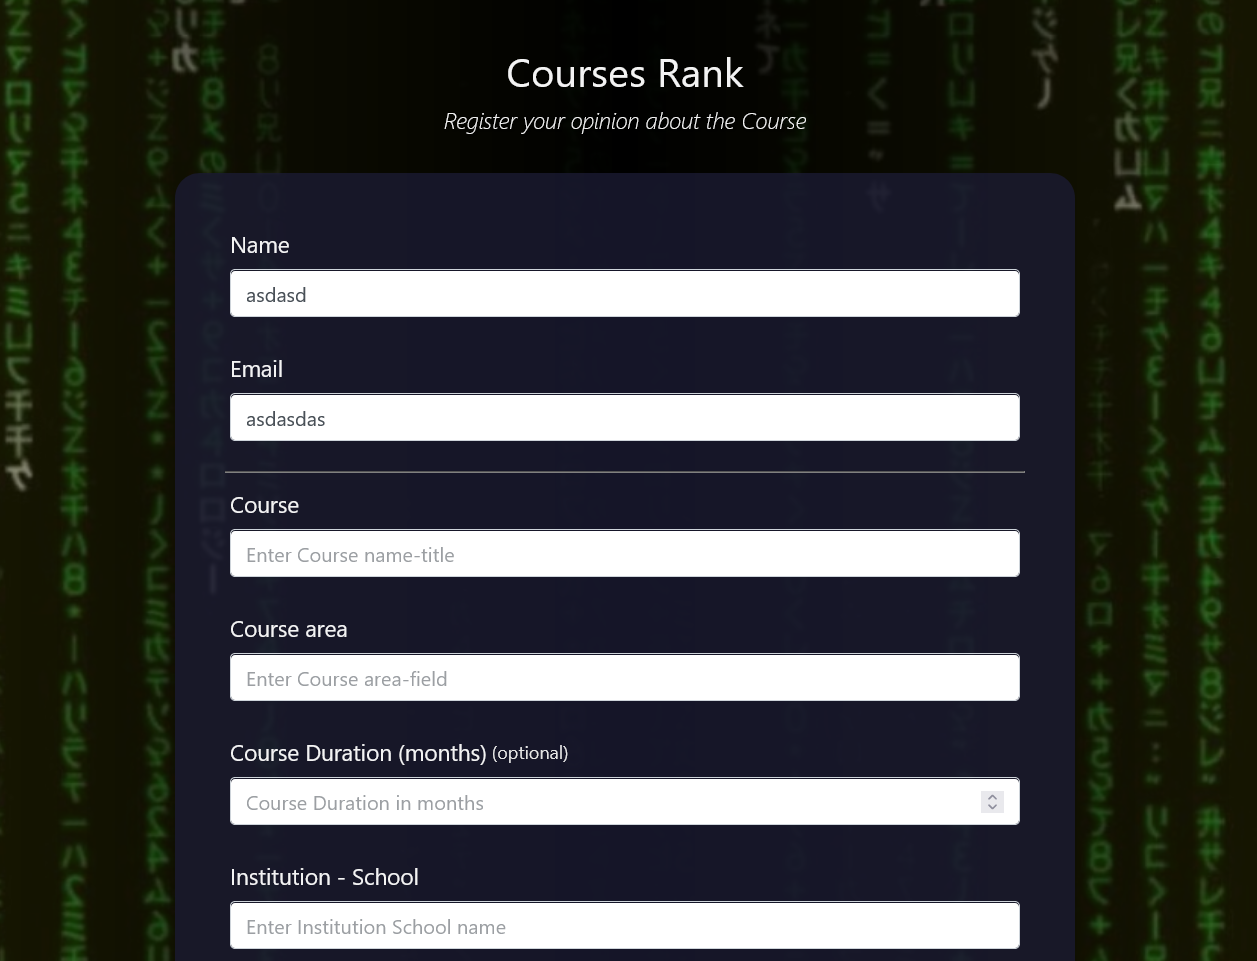 Courses Rank
Register your opinion about the Course
Name
asdasd
Email
asdasdas
Course
Enter Course name-title
Course area
Enter Course area-field
Course Duration (months) (optional)
Course Duration in months
Institution - School
Enter Institution School name